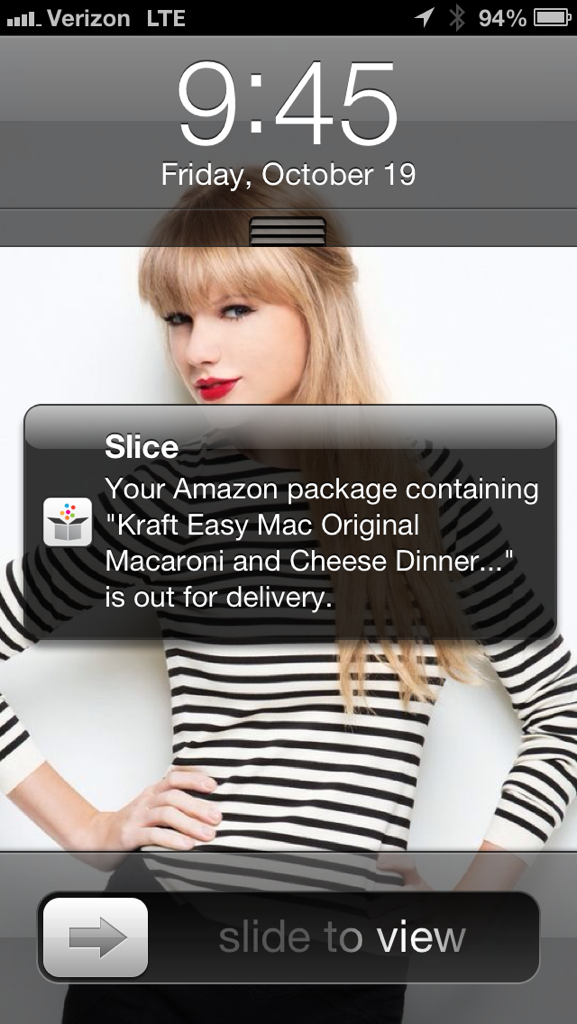 Verizon LTE 94%
9:45
Friday, October 19
Slice
Your Amazon package containing
"Kraft Easy Mac Original
Macaroni and Cheese Dinner..."
is out for delivery.
slide to view